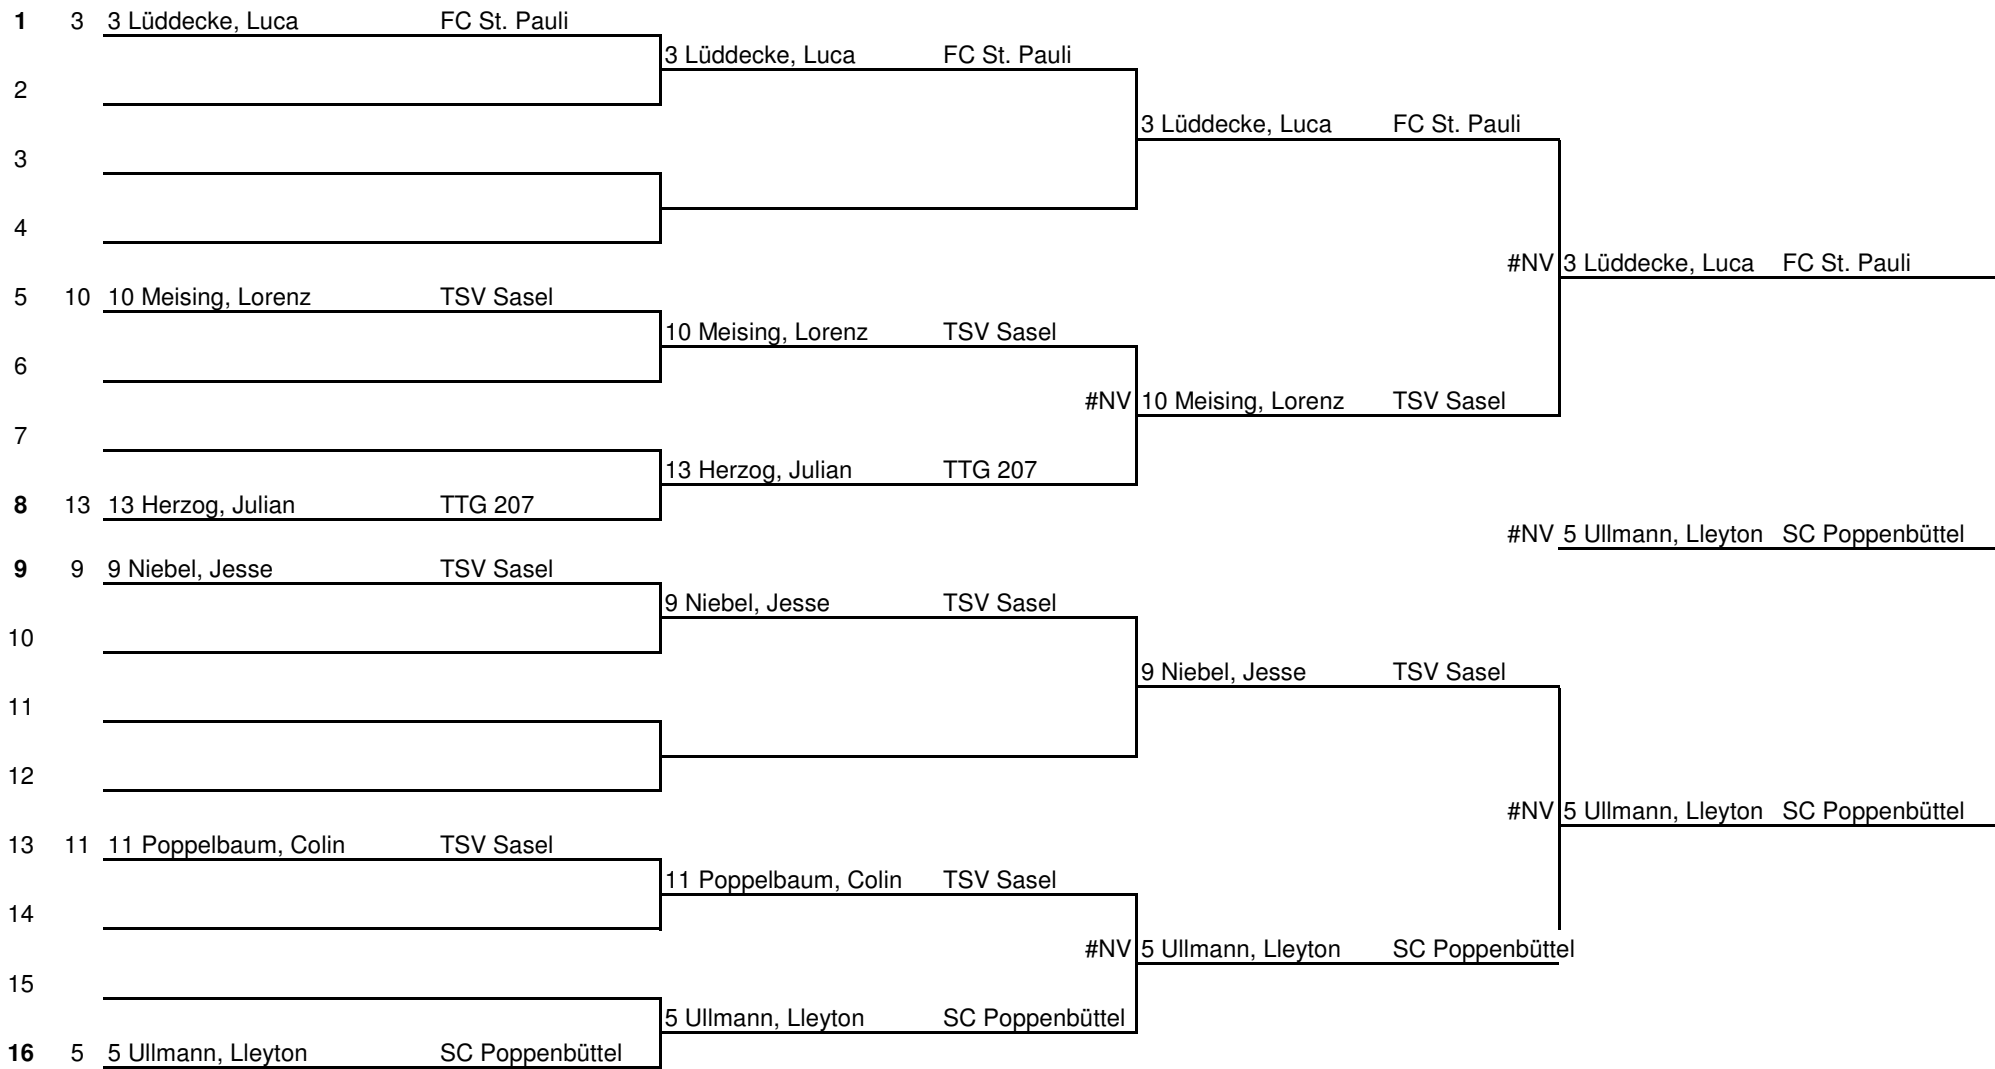 1 3 3 Lüddecke, Luca FC St. Pauli
3 Lüddecke, Luca FC St. Pauli
2
3 Lüddecke, Luca FC St. Pauli
3
4
#NV 3 Lüddecke, Luca FC St. Pauli
5 10 10 Meising, Lorenz TSV Sasel
10 Meising, Lorenz TSV Sasel
6
#NV 10 Meising, Lorenz TSV Sasel
7
13 Herzog, Julian TTG 207
8 13 13 Herzog, Julian TTG 207
#NV 5 Ullmann, Lleyton SC Poppenbüttel
9 9 9 Niebel, Jesse TSV Sasel
9 Niebel, Jesse TSV Sasel
10
9 Niebel, Jesse TSV Sasel
11
12
#NV 5 Ullmann, Lleyton SC Poppenbüttel
13 11 11 Poppelbaum, Colin TSV Sasel
11 Poppelbaum, Colin TSV Sasel
14
#NV 5 Ullmann, Lleyton SC Poppenbüttel
15
5 Ullmann, Lleyton SC Poppenbüttel
16 5 5 Ullmann, Lleyton SC Poppenbüttel